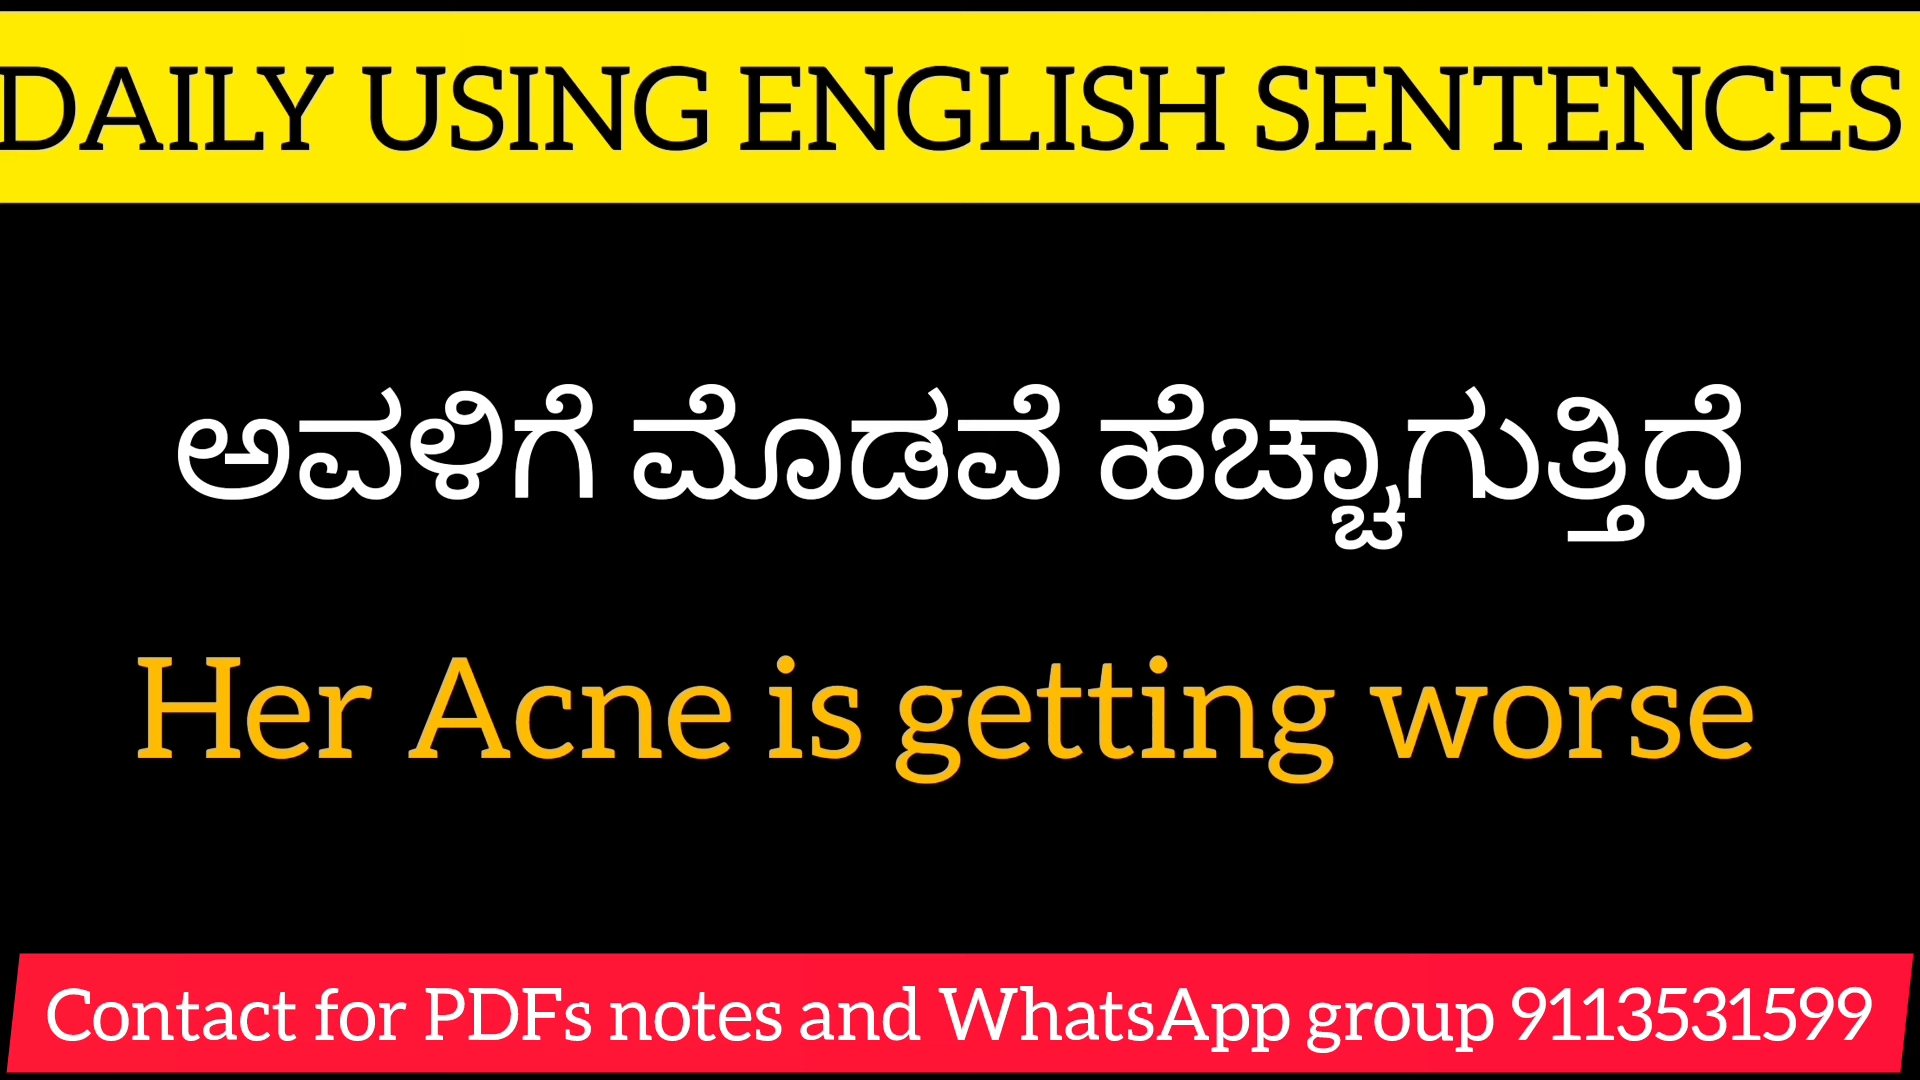 DAILY USING ENGLISH SENTENCES
ಅವಳಿಗೆ ಮೊಡವೆ ಹೆಚ್ಚಾಗುತ್ತಿದೆ
Her Acne is getting worse
Contact for PDFs notes and WhatsApp group 9113531599